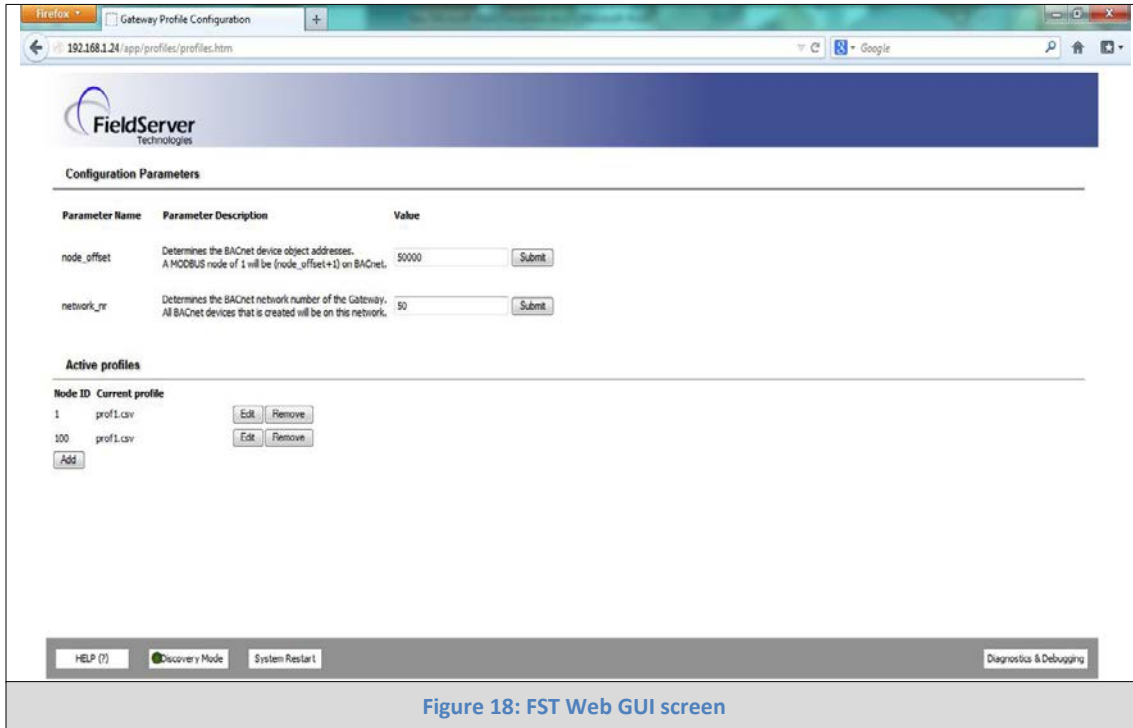 Firefox
Gateway Profile Configuration
+
192.168.1.24/app/profiles/profiles.htm
Google
FieldServer
Technologies
Configuration Parameters
Parameter Name Parameter Description Value
node_offset
Determines the BACnet device object addresses.
A MODBUS node of 1 will be (node_offset+1) on BACnet.
50000
Submit
network_nr
Determines the BACnet network number of the Gateway.
All BACnet devices that is created will be on this network.
50
Submit
Active profiles
Node ID Current profile
1 prof1.csv Edit Remove
100 prof1.csv Edit Remove
Add
HELP (?) Discovery Mode System Restart Diagnostics & Debugging
Figure 18: FST Web GUI screen